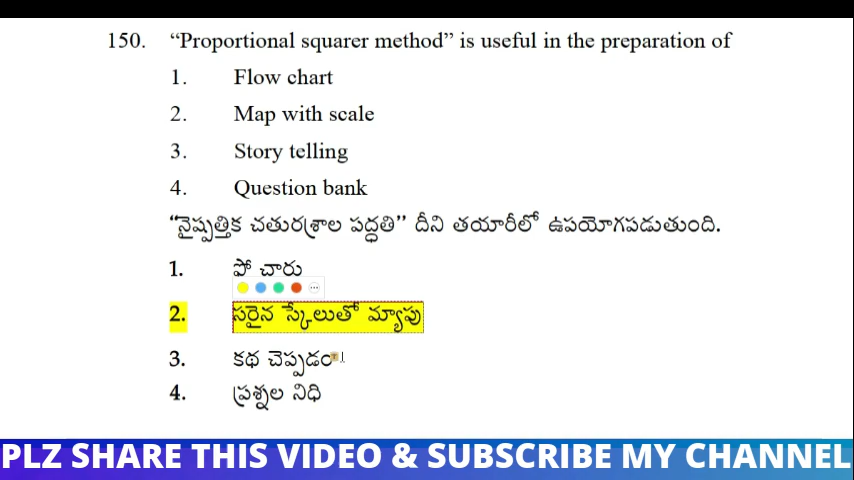 150. “Proportional squarer method” is useful in the preparation of
1. Flow chart
2. Map with scale
3. Story telling
4. Question bank
“నైష్పత్తిక చతురశ్రాల పద్ధతి” దీని తయారీలో ఉపయోగపడుతుంది.
1. ఫో చారు
2. సరైన స్కేలుతో మ్యాపు
3. కథ చెప్పడం
4. ప్రశ్నల నిధి
PLZ SHARE THIS VIDEO & SUBSCRIBE MY CHANNEL